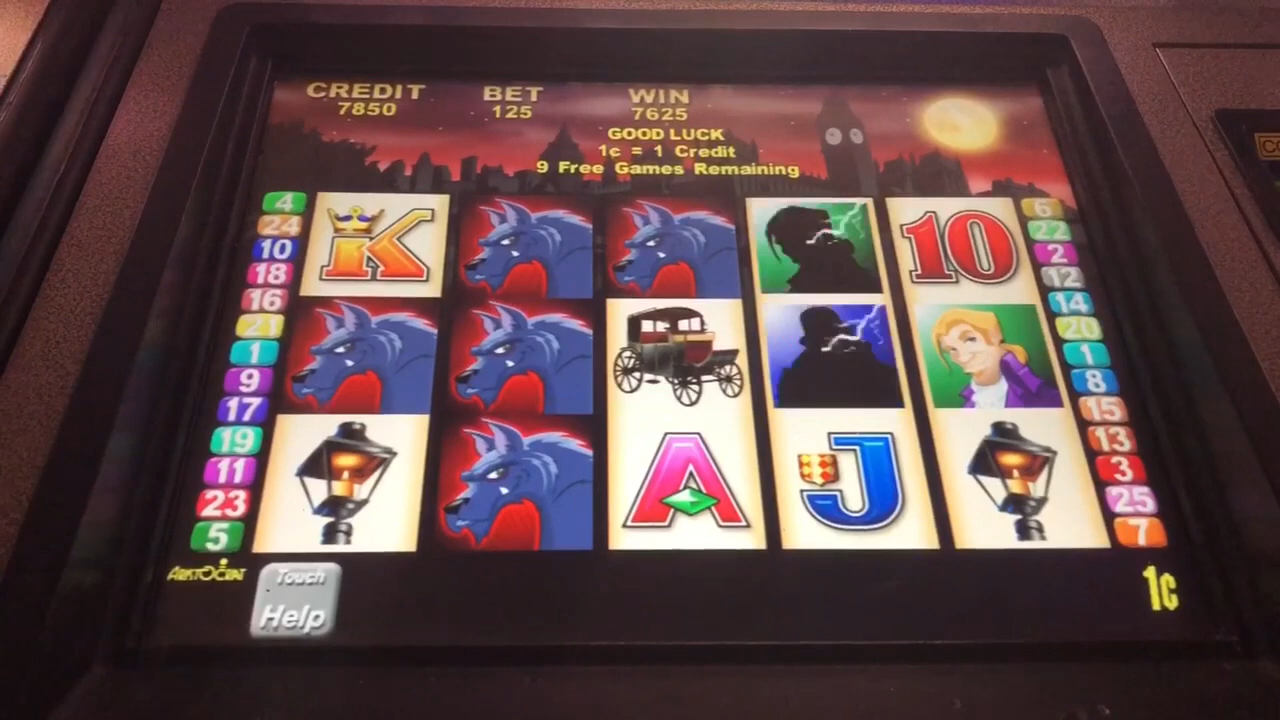 CREDIT BET WIN
7850 125 7625
GOOD LUCK
1c = 1 Credit
9 Free Games Remaining
4 K 10 6
24 22
10 2
18 12
16 14
21 20
1 1
9 8
17 15
19 13
11 A J 3
23 25
5 7
ARISTOCRAT
Touch
Help
1c